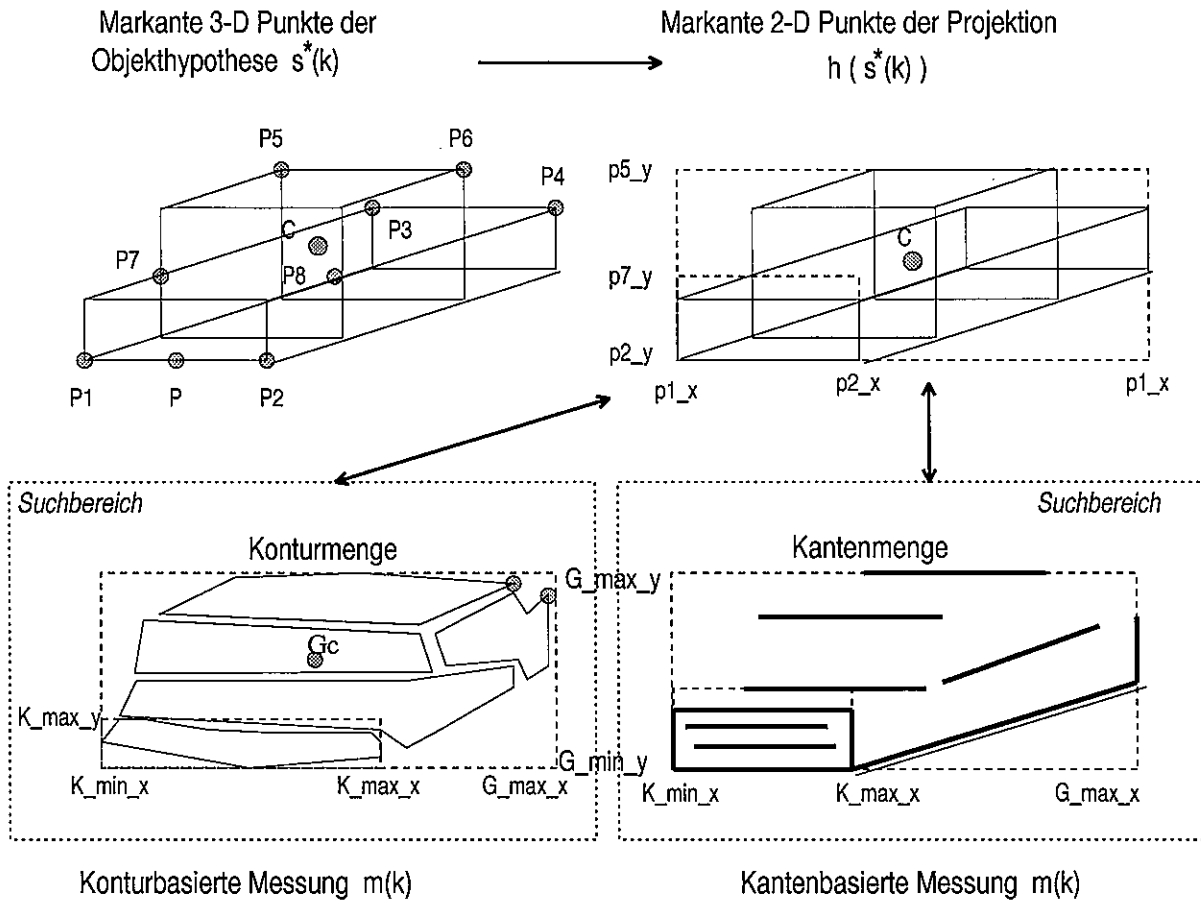 Markante 3-D Punkte der
Objekthypothese s*(k)
Markante 2-D Punkte der Projektion
h ( s*(k) )
P5
P6
P4
C
P3
P7
P8
P1
P
P2
p5_y
C
p7_y
p2_y
p1_x
p2_x
p1_x
Suchbereich
Konturmenge
G_max_y
Gc
K_max_y
G_min_y
K_min_x
K_max_x
G_max_x
Suchbereich
Kantenmenge
K_min_x
K_max_x
G_max_x
Konturbasierte Messung m(k)
Kantenbasierte Messung m(k)